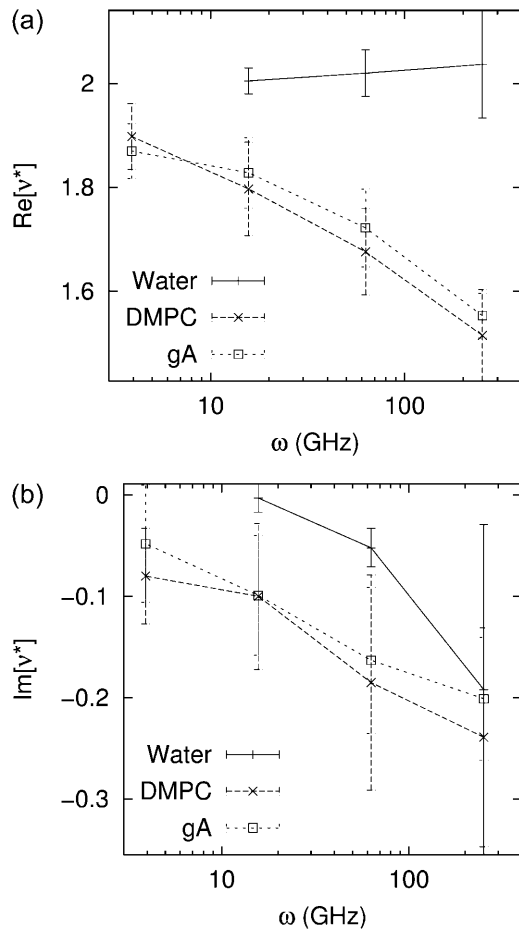 (a)
Re[ν*]
2
1.8
1.6
Water
DMPC
gA
10
100
ω (GHz)
(b)
Im[ν*]
0
−0.1
−0.2
−0.3
Water
DMPC
gA
10
100
ω (GHz)